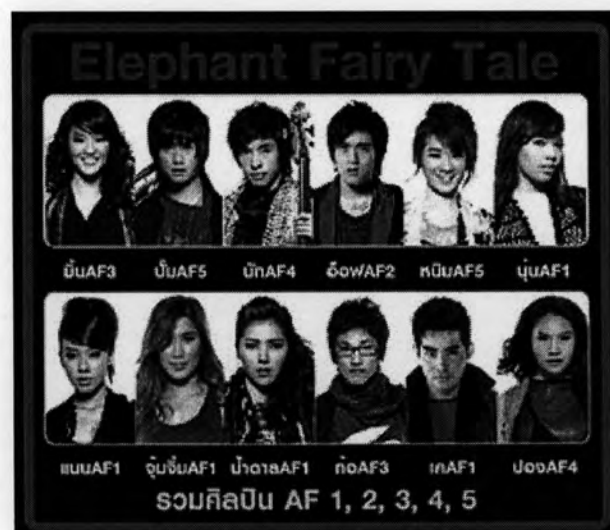 Elephant Fairy Tale
มิ้นAF3 ปั๊มAF5 นัทAF4 อ๊อฟAF2 หนิมAF5 นุ่นAF1
แนนAF1 จุ้มจิ้มAF1 น้ำตาลAF1 ก้อAF3 เคAF1 ปองAF4
รวมศิลปิน AF 1, 2, 3, 4, 5